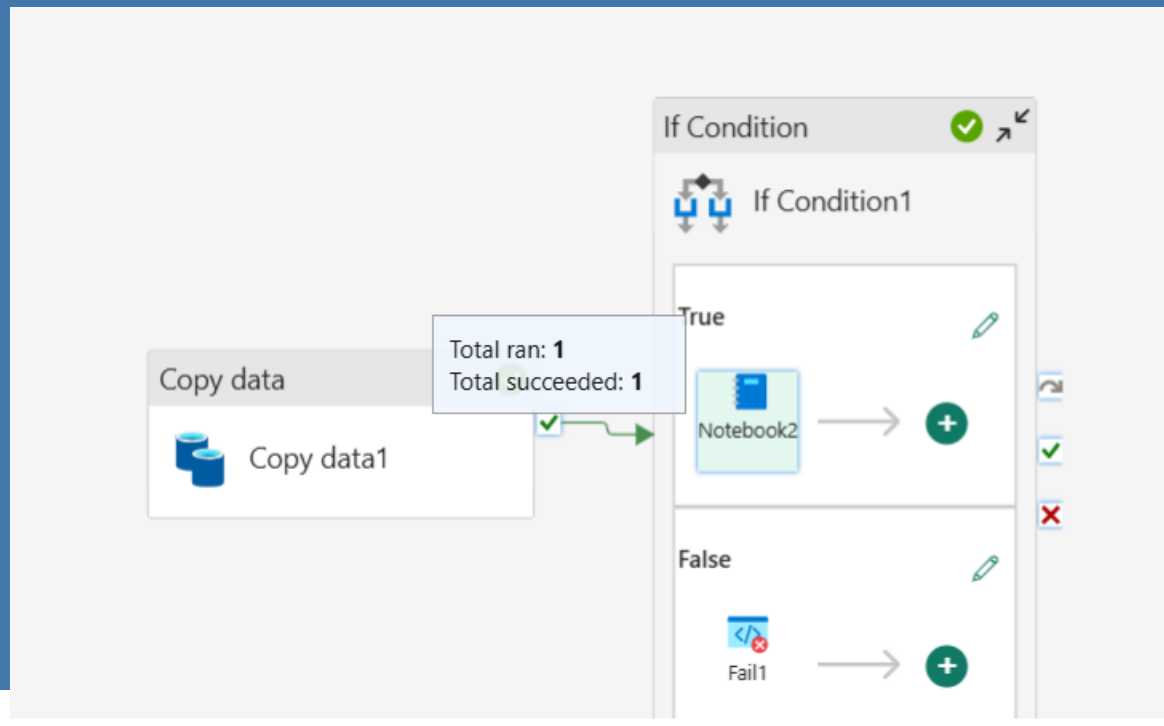 If Condition
If Condition1
True
Total ran: 1
Total succeeded: 1
Copy data
Copy data1
Notebook2
False
Fail1